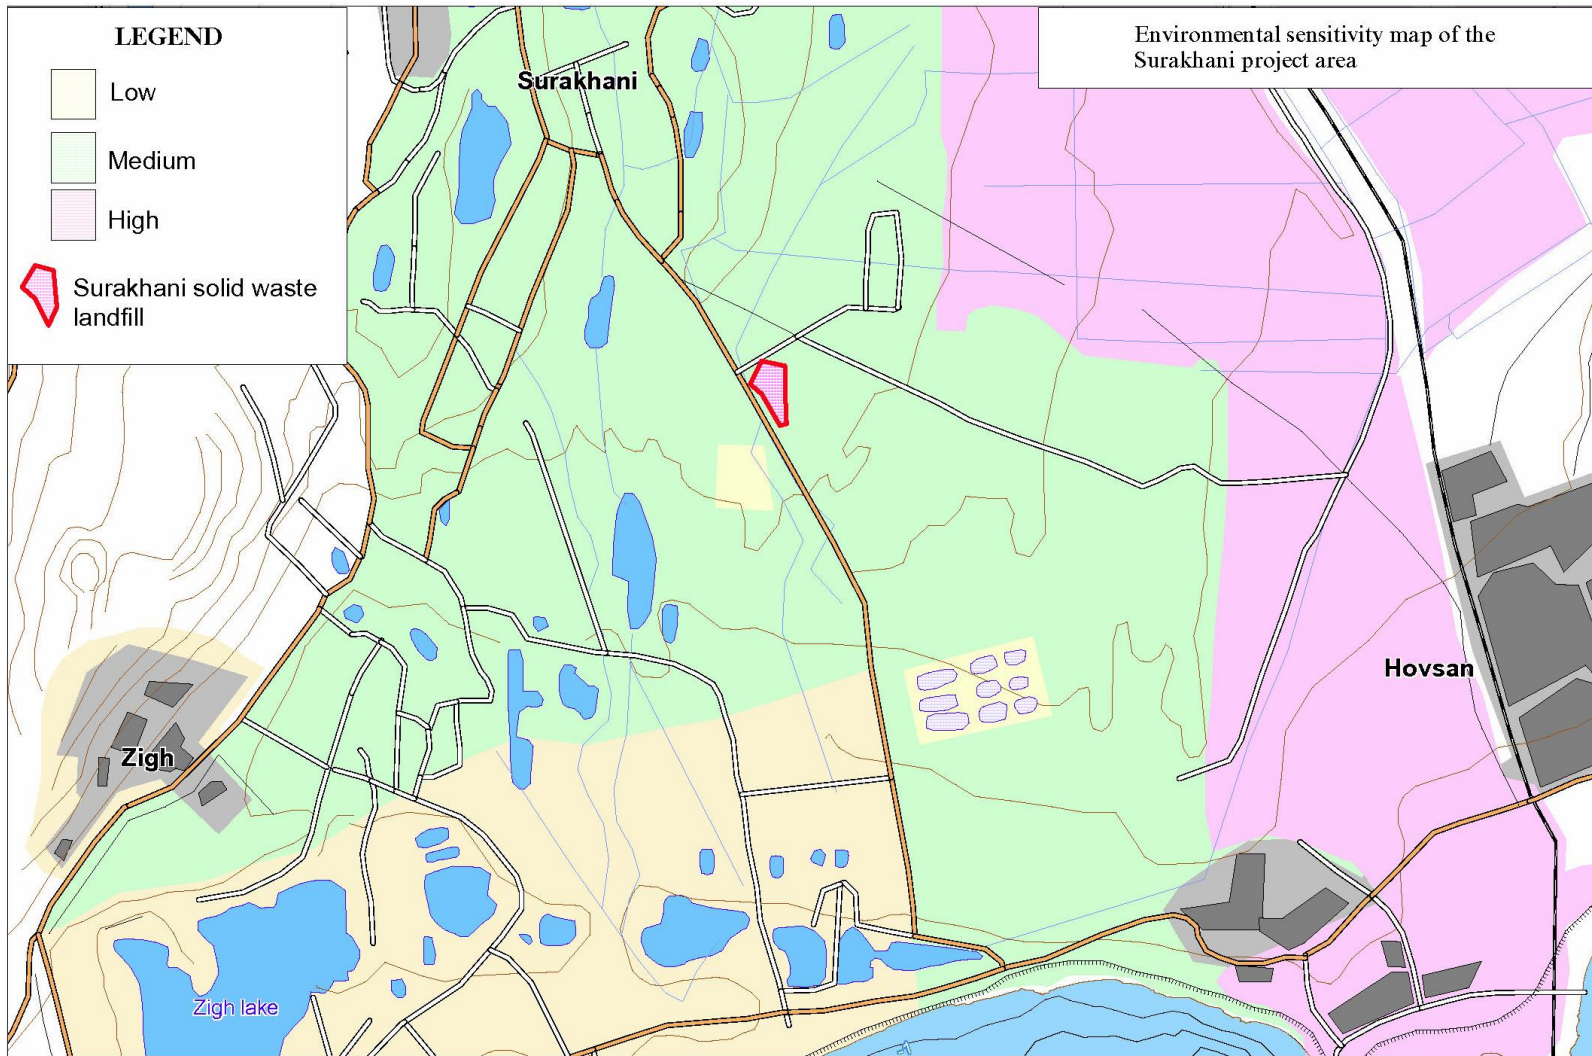 LEGEND
Low
Medium
High
Surakhani solid waste
landfill
Environmental sensitivity map of the
Surakhani project area
Surakhani
Hovsan
Zigh
Zigh lake